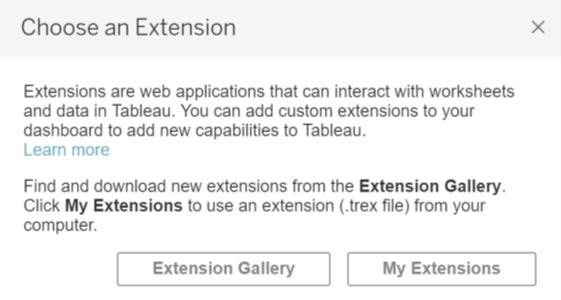 Choose an Extension
Extensions are web applications that can interact with worksheets
and data in Tableau. You can add custom extensions to your
dashboard to add new capabilities to Tableau.
Learn more
Find and download new extensions from the Extension Gallery.
Click My Extensions to use an extension (.trex file) from your
computer.
Extension Gallery
My Extensions